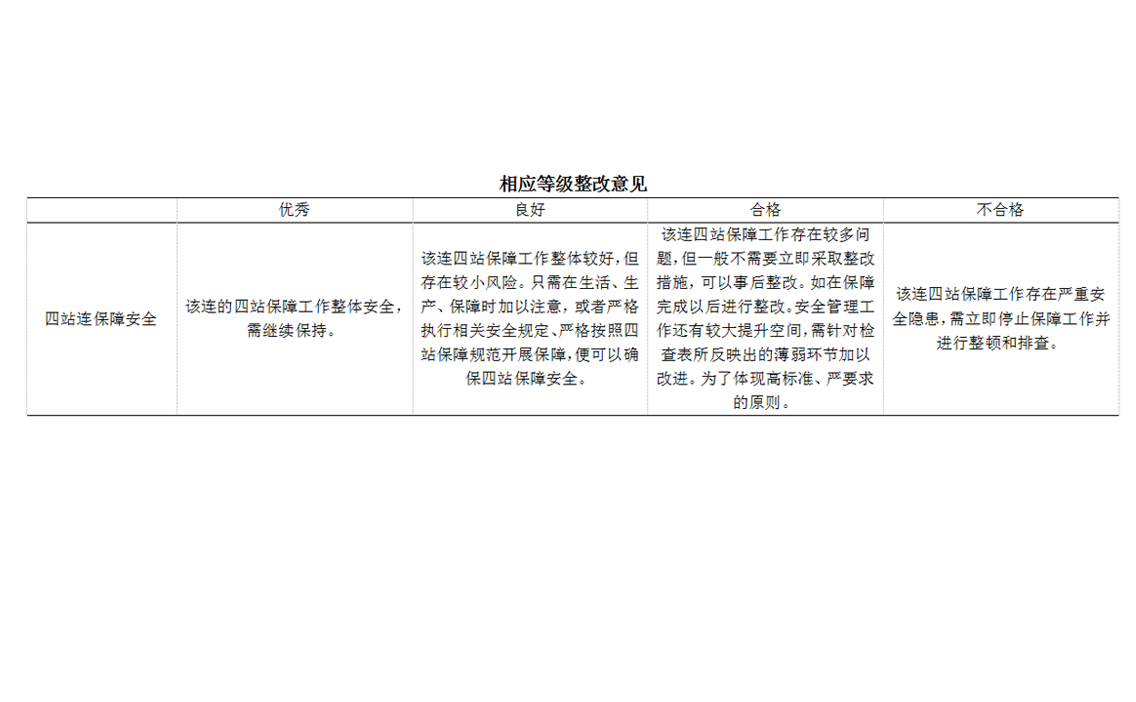 相应等级整改意见
优秀
良好
合格
不合格
四站连保障安全
该连的四站保障工作整体安全，
需继续保持。
该连四站保障工作整体较好，但
存在较小风险。只需在生活、生
产、保障时加以注意，或者严格
执行相关安全规定、严格按照四
站保障规范开展保障，便可以确
保四站保障安全。
该连四站保障工作存在较多问
题，但一般不需要立即采取整改
措施，可以事后整改。如在保障
完成以后进行整改。安全管理工
作还有较大提升空间，需针对检
查表所反映出的薄弱环节加以
改进。为了体现高标准、严要求
的原则。
该连四站保障工作存在严重安
全隐患，需立即停止保障工作并
进行整顿和排查。